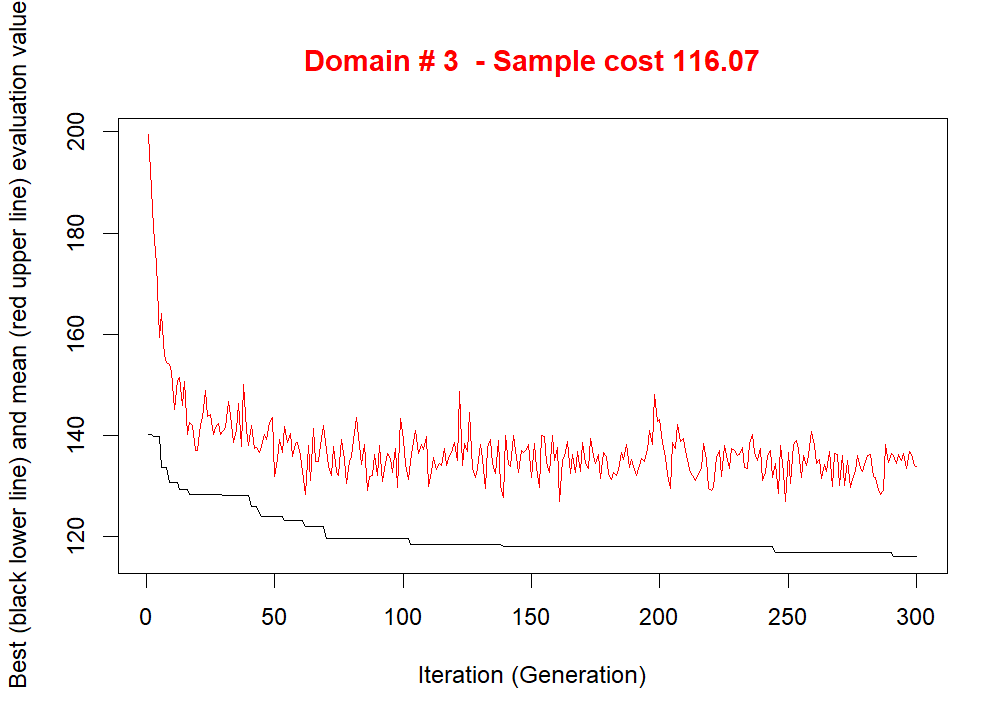 Domain # 3  - Sample cost 116.07
Best (black lower line) and mean (red upper line) evaluation value
200
180
160
140
120
0 50 100 150 200 250 300
Iteration (Generation)